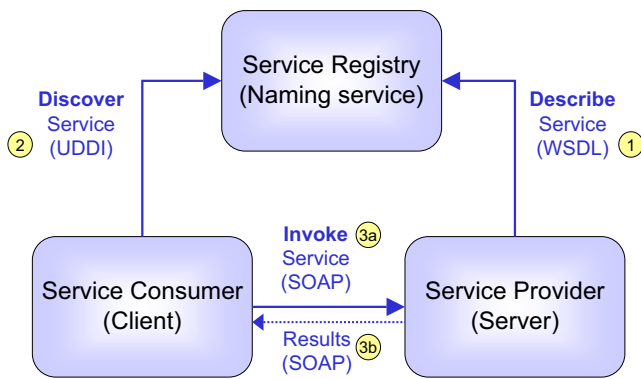 Service Registry
(Naming service)
Discover
Service
(UDDI)
2
Describe
Service
(WSDL)
1
Invoke 3a
Service
(SOAP)
Service Consumer
(Client)
Service Provider
(Server)
Results 3b
(SOAP)